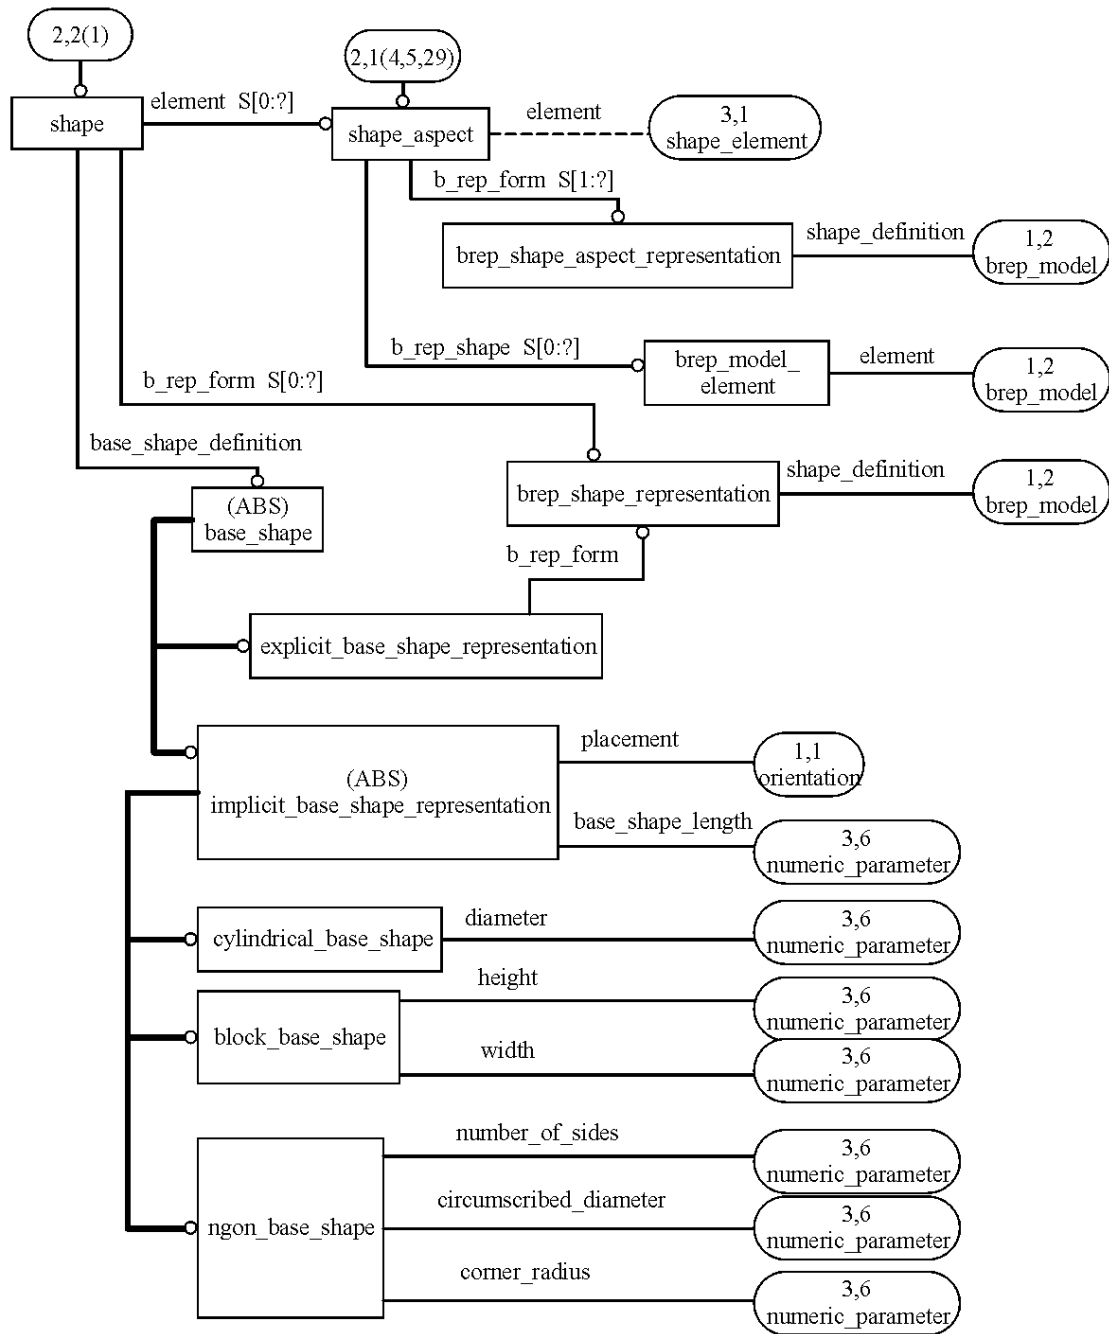 2,2(1)
2,1(4,5,29)
element S[0:?]
shape
shape_aspect
element
3,1
shape_element
b_rep_form S[1:?]
brep_shape_aspect_representation
shape_definition
1,2
brep_model
b_rep_shape S[0:?]
brep_model_
element
element
1,2
brep_model
b_rep_form S[0:?]
base_shape_definition
brep_shape_representation
shape_definition
1,2
brep_model
(ABS)
base_shape
b_rep_form
explicit_base_shape_representation
(ABS)
implicit_base_shape_representation
placement
1,1
orientation
base_shape_length
3,6
numeric_parameter
cylindrical_base_shape
diameter
3,6
numeric_parameter
block_base_shape
height
3,6
numeric_parameter
width
3,6
numeric_parameter
ngon_base_shape
number_of_sides
3,6
numeric_parameter
circumscribed_diameter
3,6
numeric_parameter
corner_radius
3,6
numeric_parameter